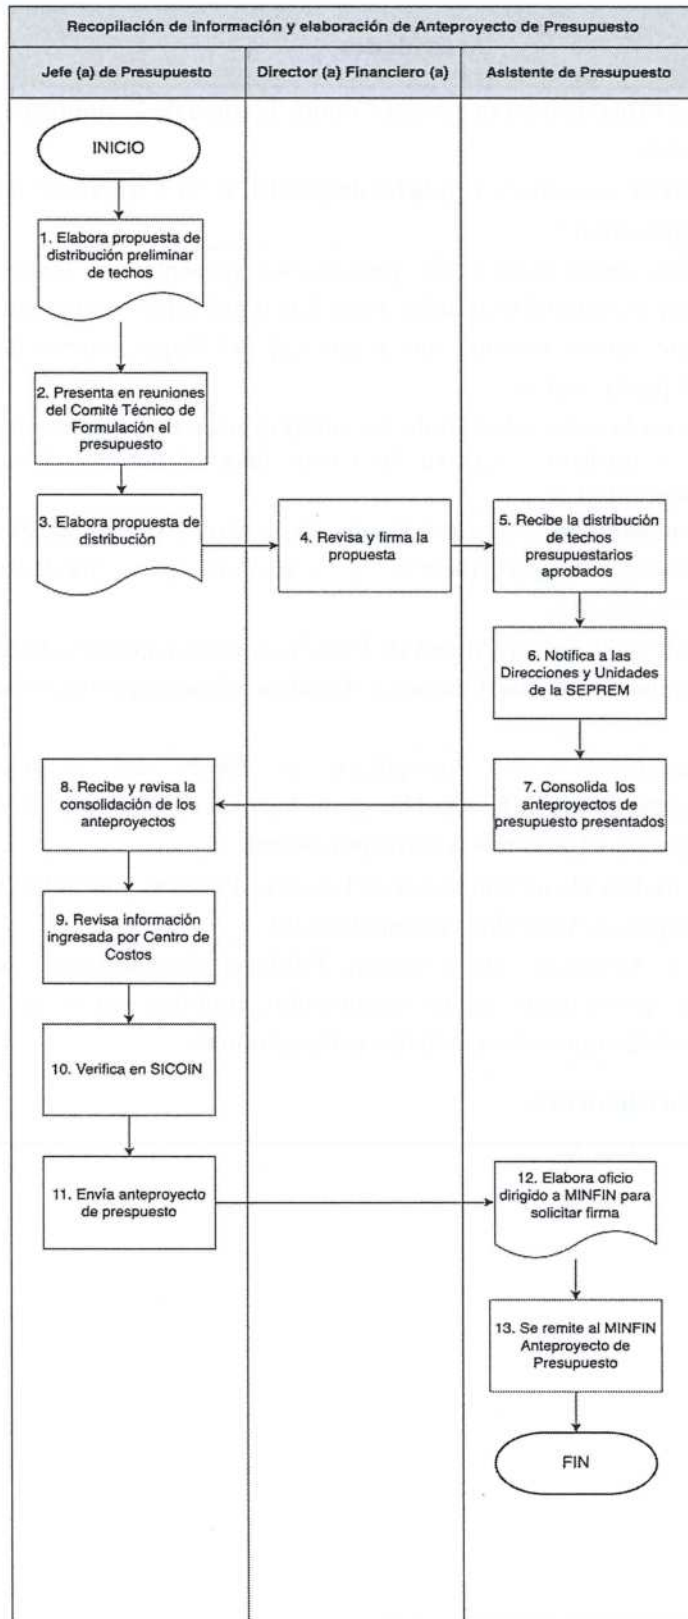 Recopilación de información y elaboración de Anteproyecto de Presupuesto
Jefe (a) de Presupuesto
Director (a) Financiero (a)
Asistente de Presupuesto
INICIO
1. Elabora propuesta de
distribución preliminar
de techos
2. Presenta en reuniones
del Comité Técnico de
Formulación el
presupuesto
3. Elabora propuesta de
distribución
4. Revisa y firma la
propuesta
5. Recibe la distribución
de techos
presupuestarios
aprobados
6. Notifica a las
Direcciones y Unidades
de la SEPREM
7. Consolida los
anteproyectos de
presupuesto presentados
8. Recibe y revisa la
consolidación de los
anteproyectos
9. Revisa información
ingresada por Centro de
Costos
10. Verifica en SICOIN
11. Envía anteproyecto
de prespuesto
12. Elabora oficio
dirigido a MINFIN para
solicitar firma
13. Se remite al MINFIN
Anteproyecto de
Presupuesto
FIN